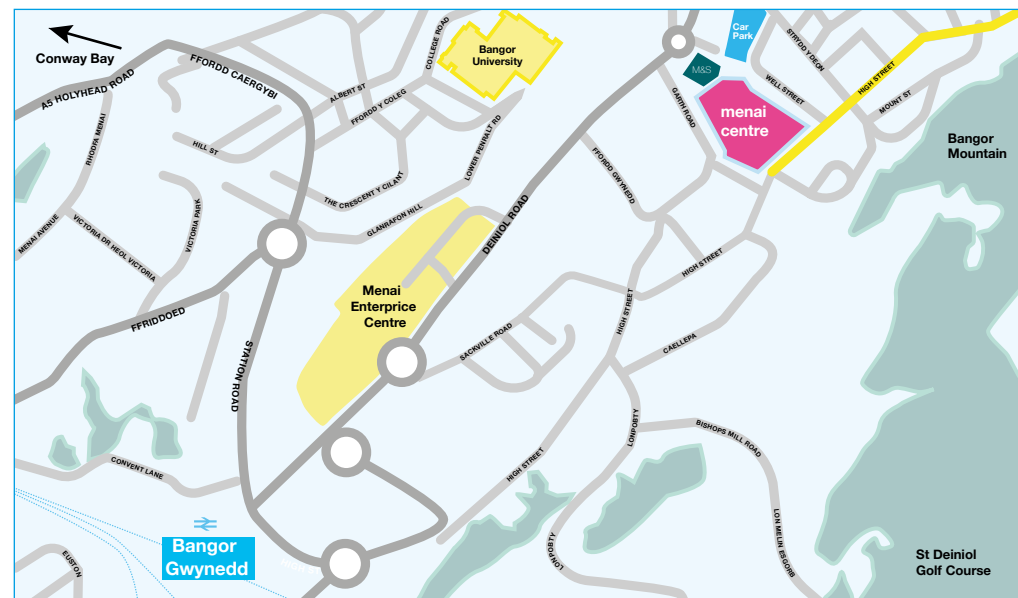 Conway Bay
A5 HOLYHEAD ROAD
FFORDD CAERGYBI
COLLEGE ROAD
Bangor
University
Car
Park
STRYDD Y DEON
HIGH STREET
M&S
WELL STREET
MOUNT ST
GARTH ROAD
menai
centre
Bangor
Mountain
RHODFA MENAI
ALBERT ST
FFORDD Y COLEG
HILL ST
LOWER PENRALT RD
FFORDD GWYNEDD
THE CRESCENT Y CILANT
GLANRAFON HILL
MENAI AVENUE
VICTORIA DR HEOL VICTORIA
VICTORIA PARK
DEINIOL ROAD
HIGH STREET
Menai
Enterprice
Centre
FFRIDDOED
STATION ROAD
SACKVILLE ROAD
HIGH STREET
CAELLEPA
LONPOBTY
BISHOPS MILL ROAD
HIGH STREET
CONVENT LANE
LON MELIN ESGORB
LONPOBTY
EUSTON
Bangor
Gwynedd
St Deiniol
Golf Course